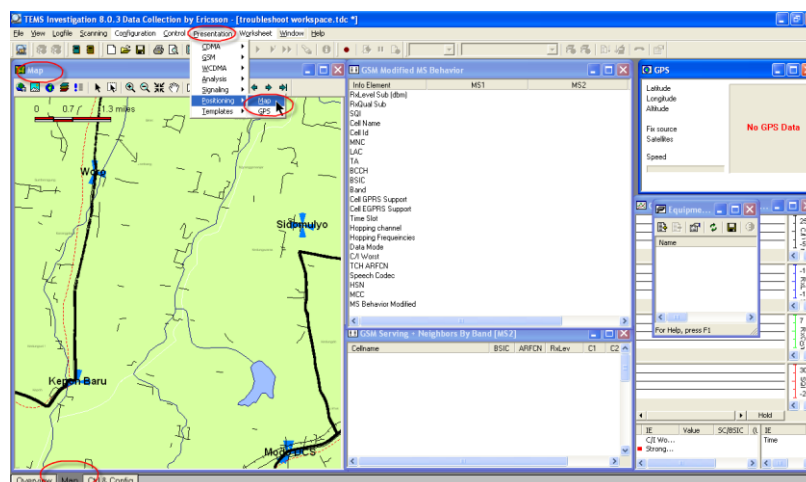 TEMS Investigation 8.0.3 Data Collection by Ericsson - [troubleshoot workspace.tdc *]
File View Logfile Scanning Configuration Control Presentation Worksheet Window Help
CDMA
GSM
WCDMA
Analysis
Signaling
Positioning
Templates
Map
GPS
Map
0 0.7 1.3 miles
Woro
Sidomulyo
Kebon Baru
GSM Modified MS Behavior
Info Element MS1 MS2
RxLevel Sub (dbm)
RxQual Sub
SQI
Cell Name
Cell Id
MNC
LAC
TA
BCCH
BSIC
Band
Cell GPRS Support
Cell EGPRS Support
Time Slot
Hopping channel
Hopping Frequencies
Data Mode
C/I Worst
TCH ARFCN
Speech Codec
HSN
MCC
MS Behavior Modified
GSM Serving + Neighbors By Band [MS2]
Cellname BSIC ARFCN RxLev C1 C2
GPS
Latitude
Longitude
Altitude
Fix source
Satellites
Speed
No GPS Data
Equipme...
Name
For Help, press F1
Hold
IE Value SC/BSIC
C/I Wo...
Strong...
IE
Time
Overview Map Ctrl & Config